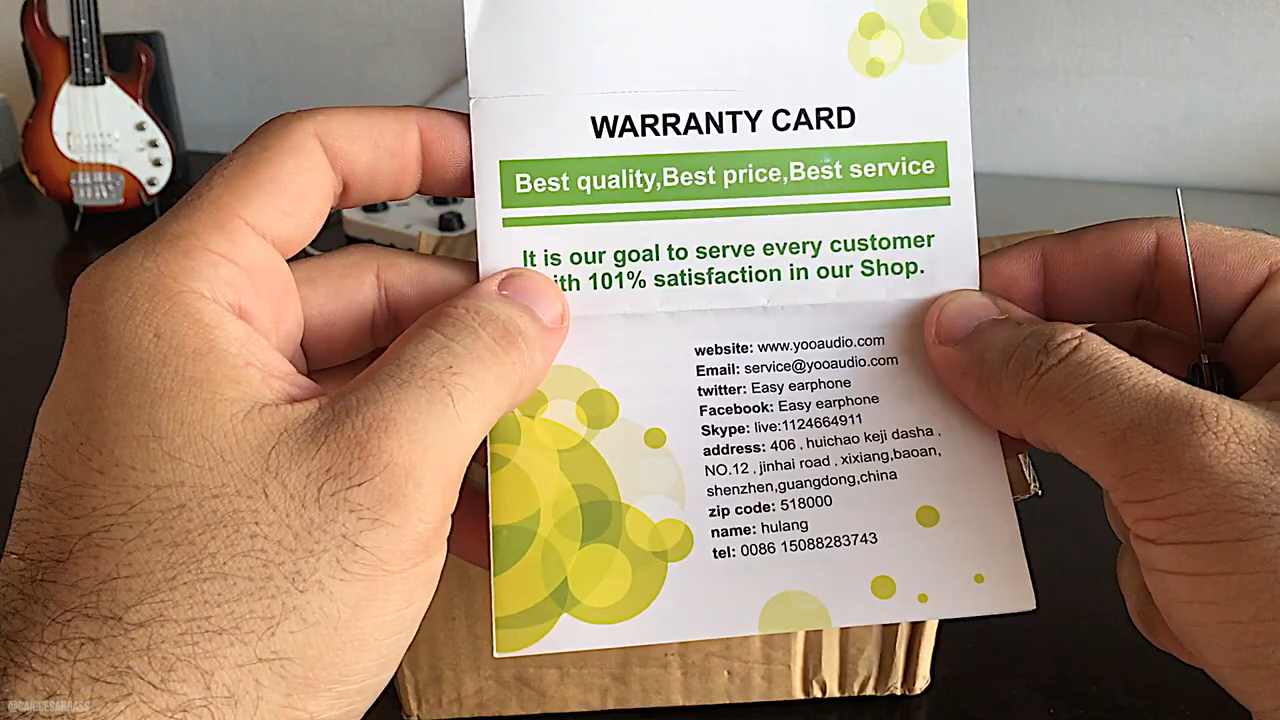 WARRANTY CARD
Best quality,Best price,Best service
It is our goal to serve every customer
101% satisfaction in our Shop.
website: www.yooaudio.com
Email: service@yooaudio.com
twitter: Easy earphone
Facebook: Easy earphone
Skype: live:1124664911
address: 406 , huichao keji dasha ,
NO.12 , jinhai road , xixiang,baoan,
shenzhen,guangdong,china
zip code: 518000
name: hulang
tel: 0086 15088283743